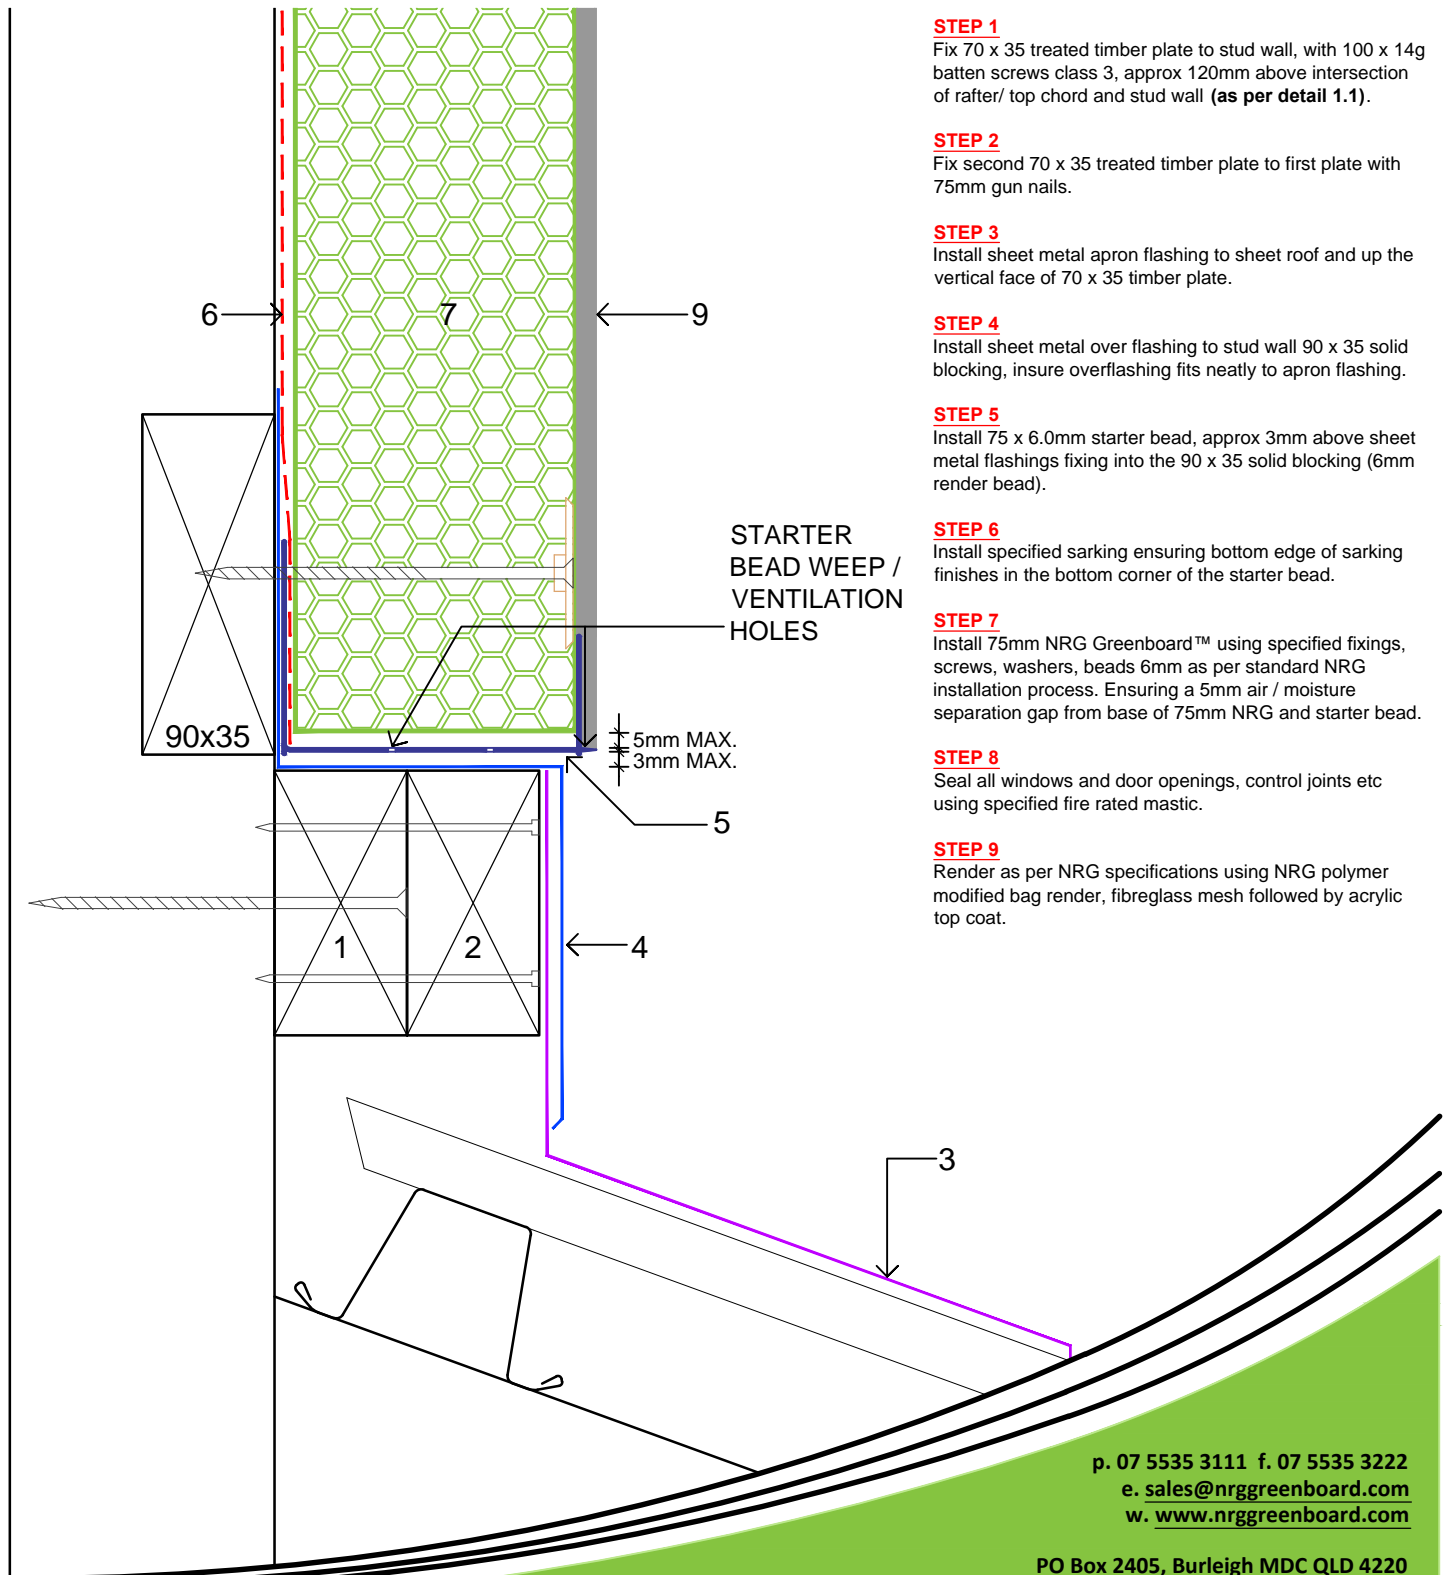 STEP 1
Fix 70 x 35 treated timber plate to stud wall, with 100 x 14g
batten screws class 3, approx 120mm above intersection
of rafter/ top chord and stud wall (as per detail 1.1).
STEP 2
Fix second 70 x 35 treated timber plate to first plate with
75mm gun nails.
STEP 3
Install sheet metal apron flashing to sheet roof and up the
vertical face of 70 x 35 timber plate.
STEP 4
Install sheet metal over flashing to stud wall 90 x 35 solid
blocking, insure overflashing fits neatly to apron flashing.
STEP 5
Install 75 x 6.0mm starter bead, approx 3mm above sheet
metal flashings fixing into the 90 x 35 solid blocking (6mm
render bead).
STEP 6
Install specified sarking ensuring bottom edge of sarking
finishes in the bottom corner of the starter bead.
STEP 7
Install 75mm NRG Greenboard™ using specified fixings,
screws, washers, beads 6mm as per standard NRG
installation process. Ensuring a 5mm air / moisture
separation gap from base of 75mm NRG and starter bead.
STEP 8
Seal all windows and door openings, control joints etc
using specified fire rated mastic.
STEP 9
Render as per NRG specifications using NRG polymer
modified bag render, fibreglass mesh followed by acrylic
top coat.
6
7
9
STARTER
BEAD WEEP /
VENTILATION
HOLES
90x35
5mm MAX.
3mm MAX.
5
1
2
4
3
p. 07 5535 3111 f. 07 5535 3222
e. sales@nrggreenboard.com
w. www.nrggreenboard.com
PO Box 2405, Burleigh MDC QLD 4220